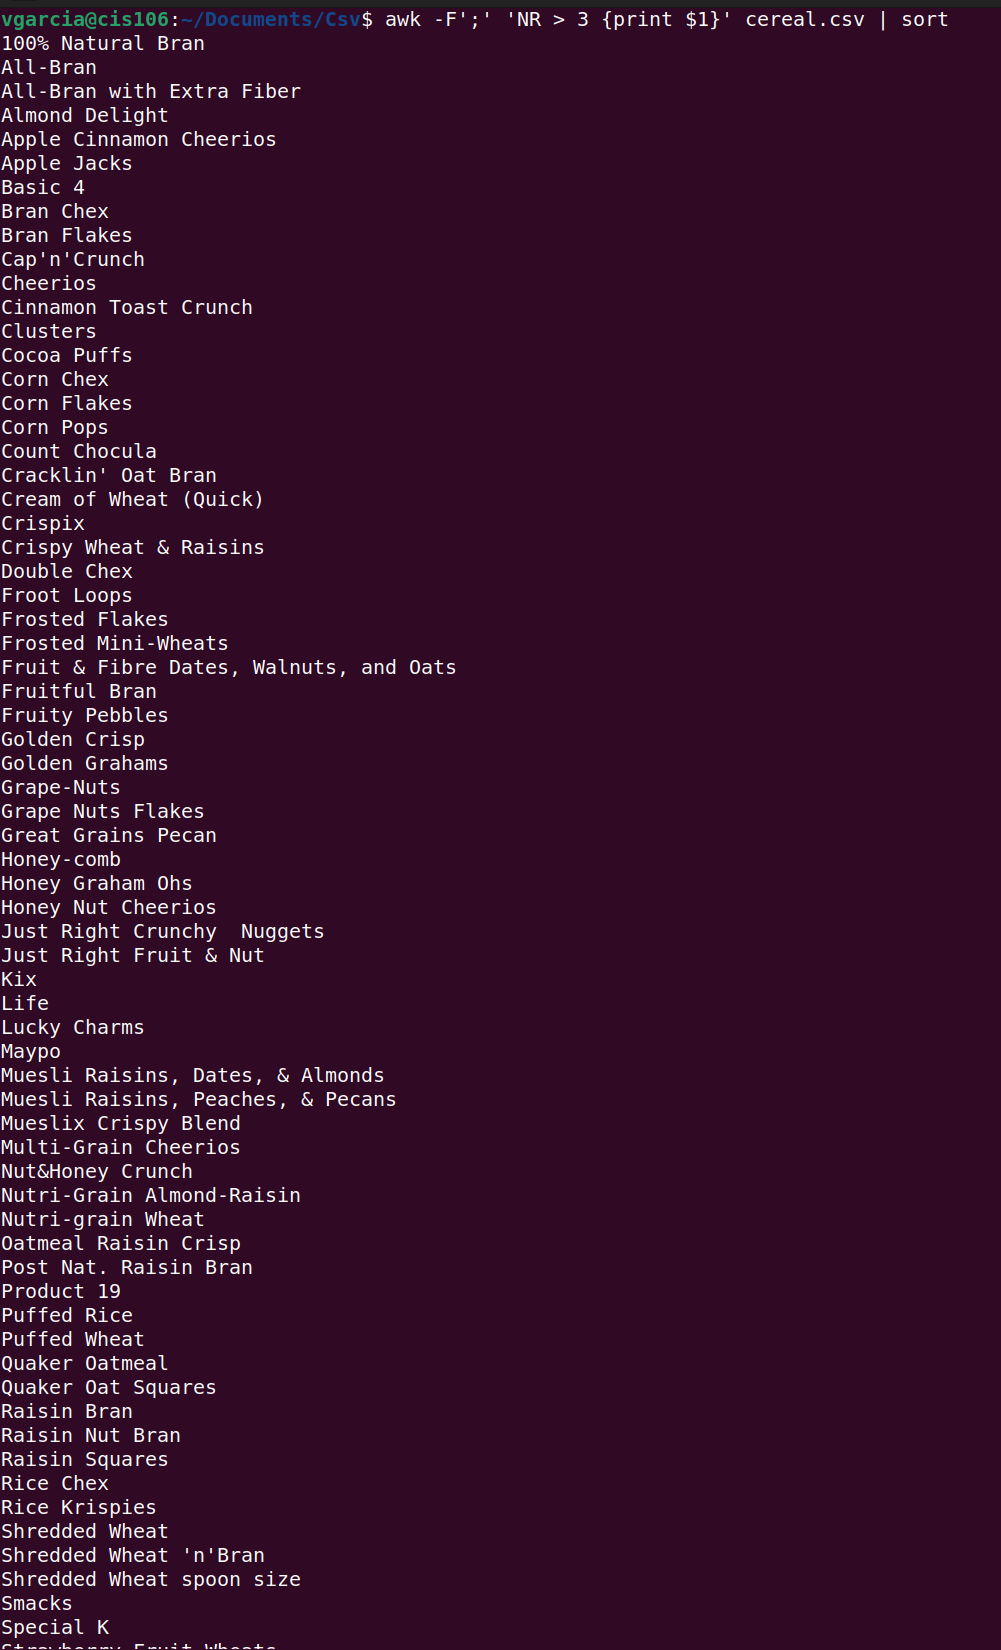 vgarcia@cis106:~/Documents/Csv$ awk -F';' 'NR > 3 {print $1}' cereal.csv | sort
100% Natural Bran
All-Bran
All-Bran with Extra Fiber
Almond Delight
Apple Cinnamon Cheerios
Apple Jacks
Basic 4
Bran Chex
Bran Flakes
Cap'n'Crunch
Cheerios
Cinnamon Toast Crunch
Clusters
Cocoa Puffs
Corn Chex
Corn Flakes
Corn Pops
Count Chocula
Cracklin' Oat Bran
Cream of Wheat (Quick)
Crispix
Crispy Wheat & Raisins
Double Chex
Froot Loops
Frosted Flakes
Frosted Mini-Wheats
Fruit & Fibre Dates, Walnuts, and Oats
Fruitful Bran
Fruity Pebbles
Golden Crisp
Golden Grahams
Grape-Nuts
Grape Nuts Flakes
Great Grains Pecan
Honey-comb
Honey Graham Ohs
Honey Nut Cheerios
Just Right Crunchy  Nuggets
Just Right Fruit & Nut
Kix
Life
Lucky Charms
Maypo
Muesli Raisins, Dates, & Almonds
Muesli Raisins, Peaches, & Pecans
Mueslix Crispy Blend
Multi-Grain Cheerios
Nut&Honey Crunch
Nutri-Grain Almond-Raisin
Nutri-grain Wheat
Oatmeal Raisin Crisp
Post Nat. Raisin Bran
Product 19
Puffed Rice
Puffed Wheat
Quaker Oatmeal
Quaker Oat Squares
Raisin Bran
Raisin Nut Bran
Raisin Squares
Rice Chex
Rice Krispies
Shredded Wheat
Shredded Wheat 'n'Bran
Shredded Wheat spoon size
Smacks
Special K
Strawberry Fruit Wheats